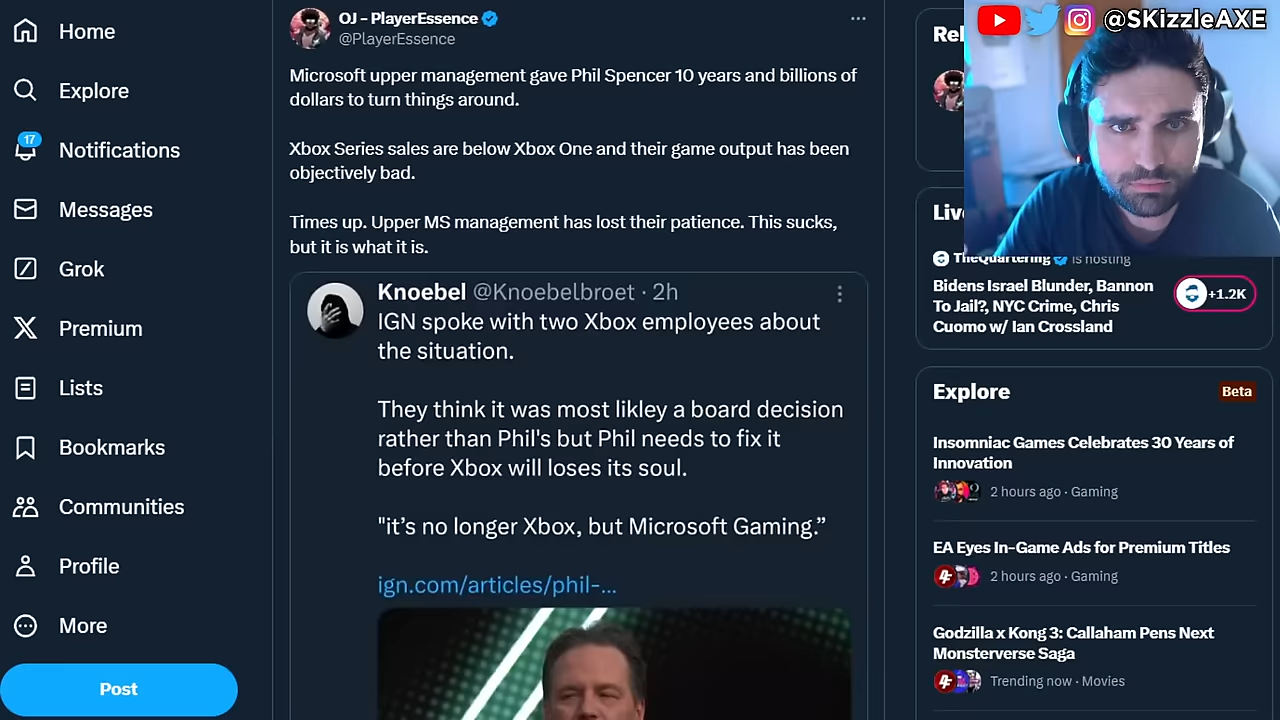 Home
Explore
17
Notifications
Messages
Grok
Premium
Lists
Bookmarks
Communities
Profile
More
Post
OJ - PlayerEssence
@PlayerEssence
Microsoft upper management gave Phil Spencer 10 years and billions of
dollars to turn things around.
Xbox Series sales are below Xbox One and their game output has been
objectively bad.
Times up. Upper MS management has lost their patience. This sucks,
but it is what it is.
Knoebel @Knoebelbroet · 2h
IGN spoke with two Xbox employees about
the situation.
They think it was most likley a board decision
rather than Phil's but Phil needs to fix it
before Xbox will loses its soul.
"it’s no longer Xbox, but Microsoft Gaming.”
ign.com/articles/phil-...
@SKizzleAXE
Rel
Liv
TheQuartering is hosting
Bidens Israel Blunder, Bannon
To Jail?, NYC Crime, Chris
Cuomo w/ Ian Crossland
+1.2K
Explore
Beta
Insomniac Games Celebrates 30 Years of
Innovation
2 hours ago · Gaming
EA Eyes In-Game Ads for Premium Titles
2 hours ago · Gaming
Godzilla x Kong 3: Callaham Pens Next
Monsterverse Saga
Trending now · Movies